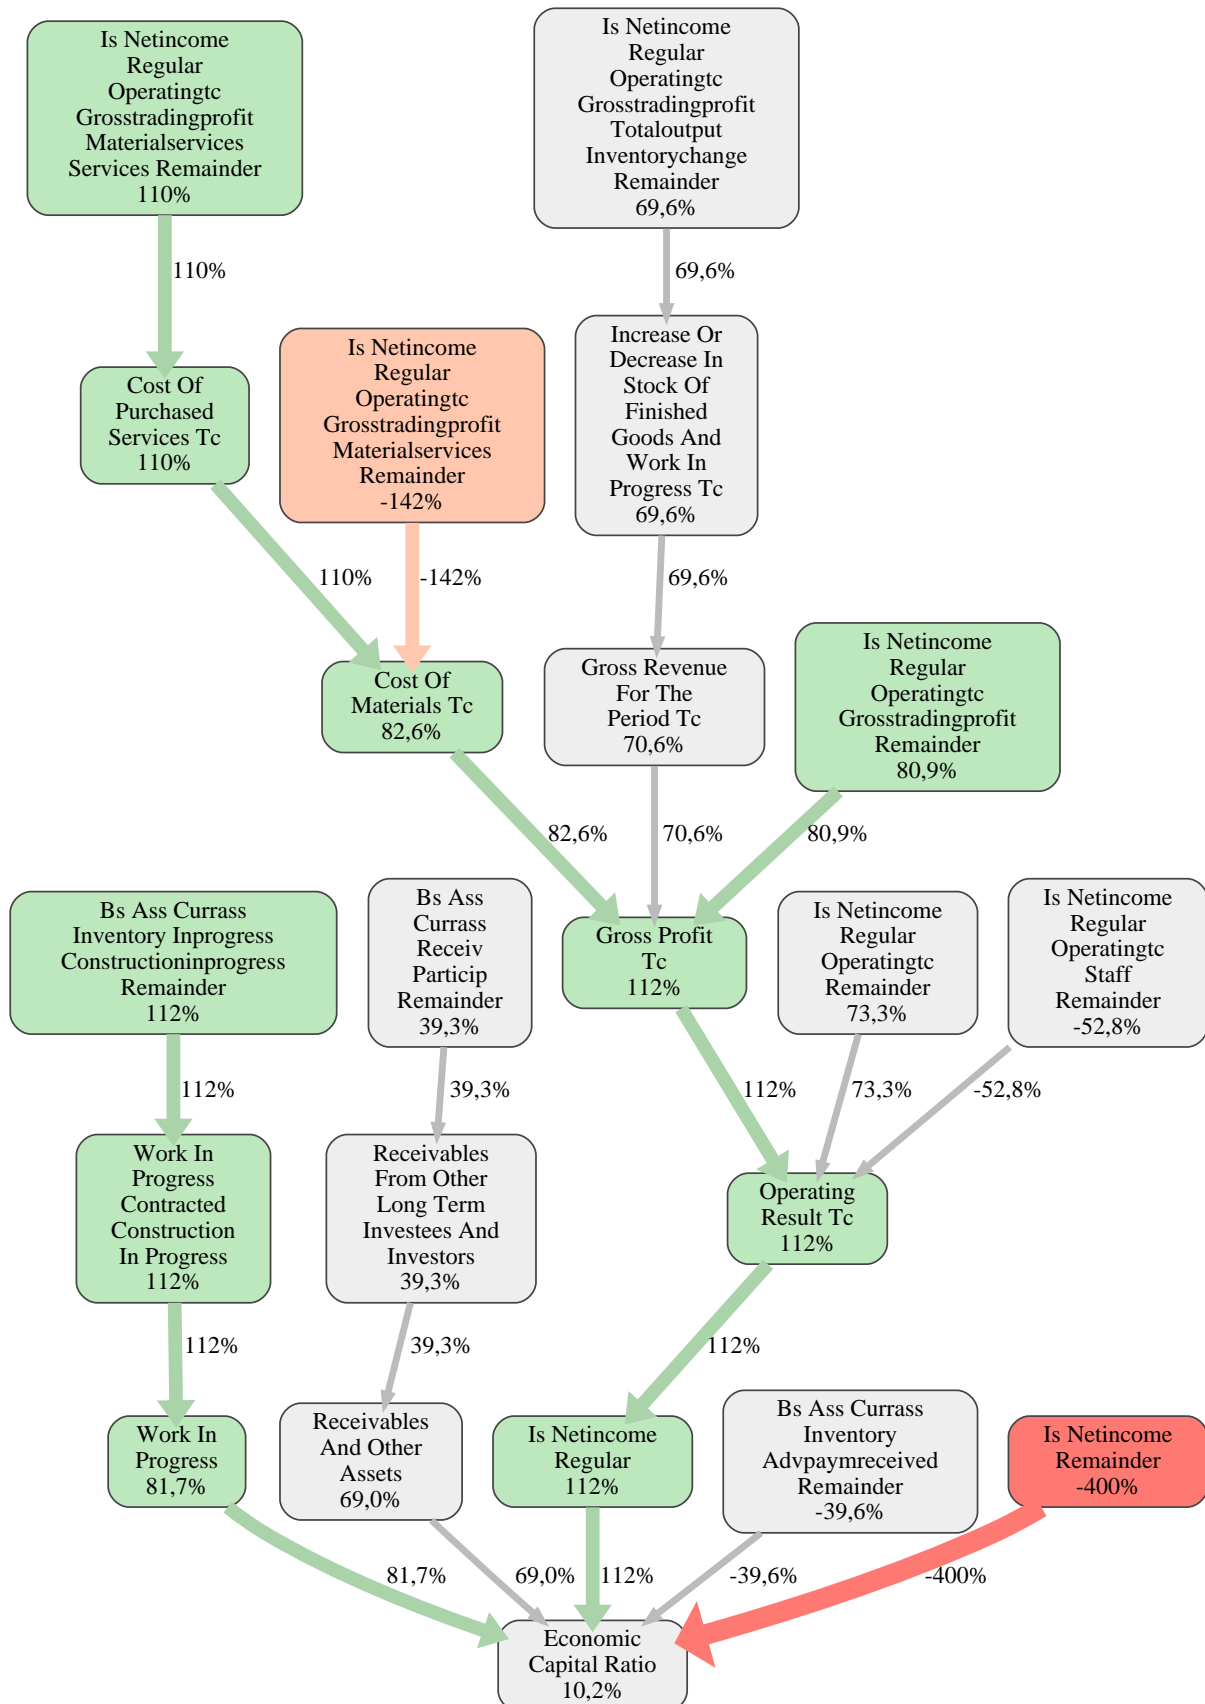 Is Netincome
Regular
Operatingtc
Grosstradingprofit
Materialservices
Services Remainder
110%
Is Netincome
Regular
Operatingtc
Grosstradingprofit
Totaloutput
Inventorychange
Remainder
69,6%
110%
69,6%
Cost Of
Purchased
Services Tc
110%
Is Netincome
Regular
Operatingtc
Grosstradingprofit
Materialservices
Remainder
-142%
Increase Or
Decrease In
Stock Of
Finished
Goods And
Work In
Progress Tc
69,6%
110%
-142%
69,6%
Cost Of
Materials Tc
82,6%
Gross Revenue
For The
Period Tc
70,6%
Is Netincome
Regular
Operatingtc
Grosstradingprofit
Remainder
80,9%
82,6%
70,6%
80,9%
Bs Ass Currass
Inventory Inprogress
Constructioninprogress
Remainder
112%
Bs Ass
Currass
Receiv
Particip
Remainder
39,3%
Gross Profit
Tc
112%
Is Netincome
Regular
Operatingtc
Remainder
73,3%
Is Netincome
Regular
Operatingtc
Staff
Remainder
-52,8%
112%
39,3%
112%
73,3%
-52,8%
Work In
Progress
Contracted
Construction
In Progress
112%
Receivables
From Other
Long Term
Investees And
Investors
39,3%
Operating
Result Tc
112%
112%
39,3%
112%
Work In
Progress
81,7%
Receivables
And Other
Assets
69,0%
Is Netincome
Regular
112%
Bs Ass Currass
Inventory
Advpaymreceived
Remainder
-39,6%
Is Netincome
Remainder
-400%
81,7%
69,0%
112%
-39,6%
-400%
Economic
Capital Ratio
10,2%